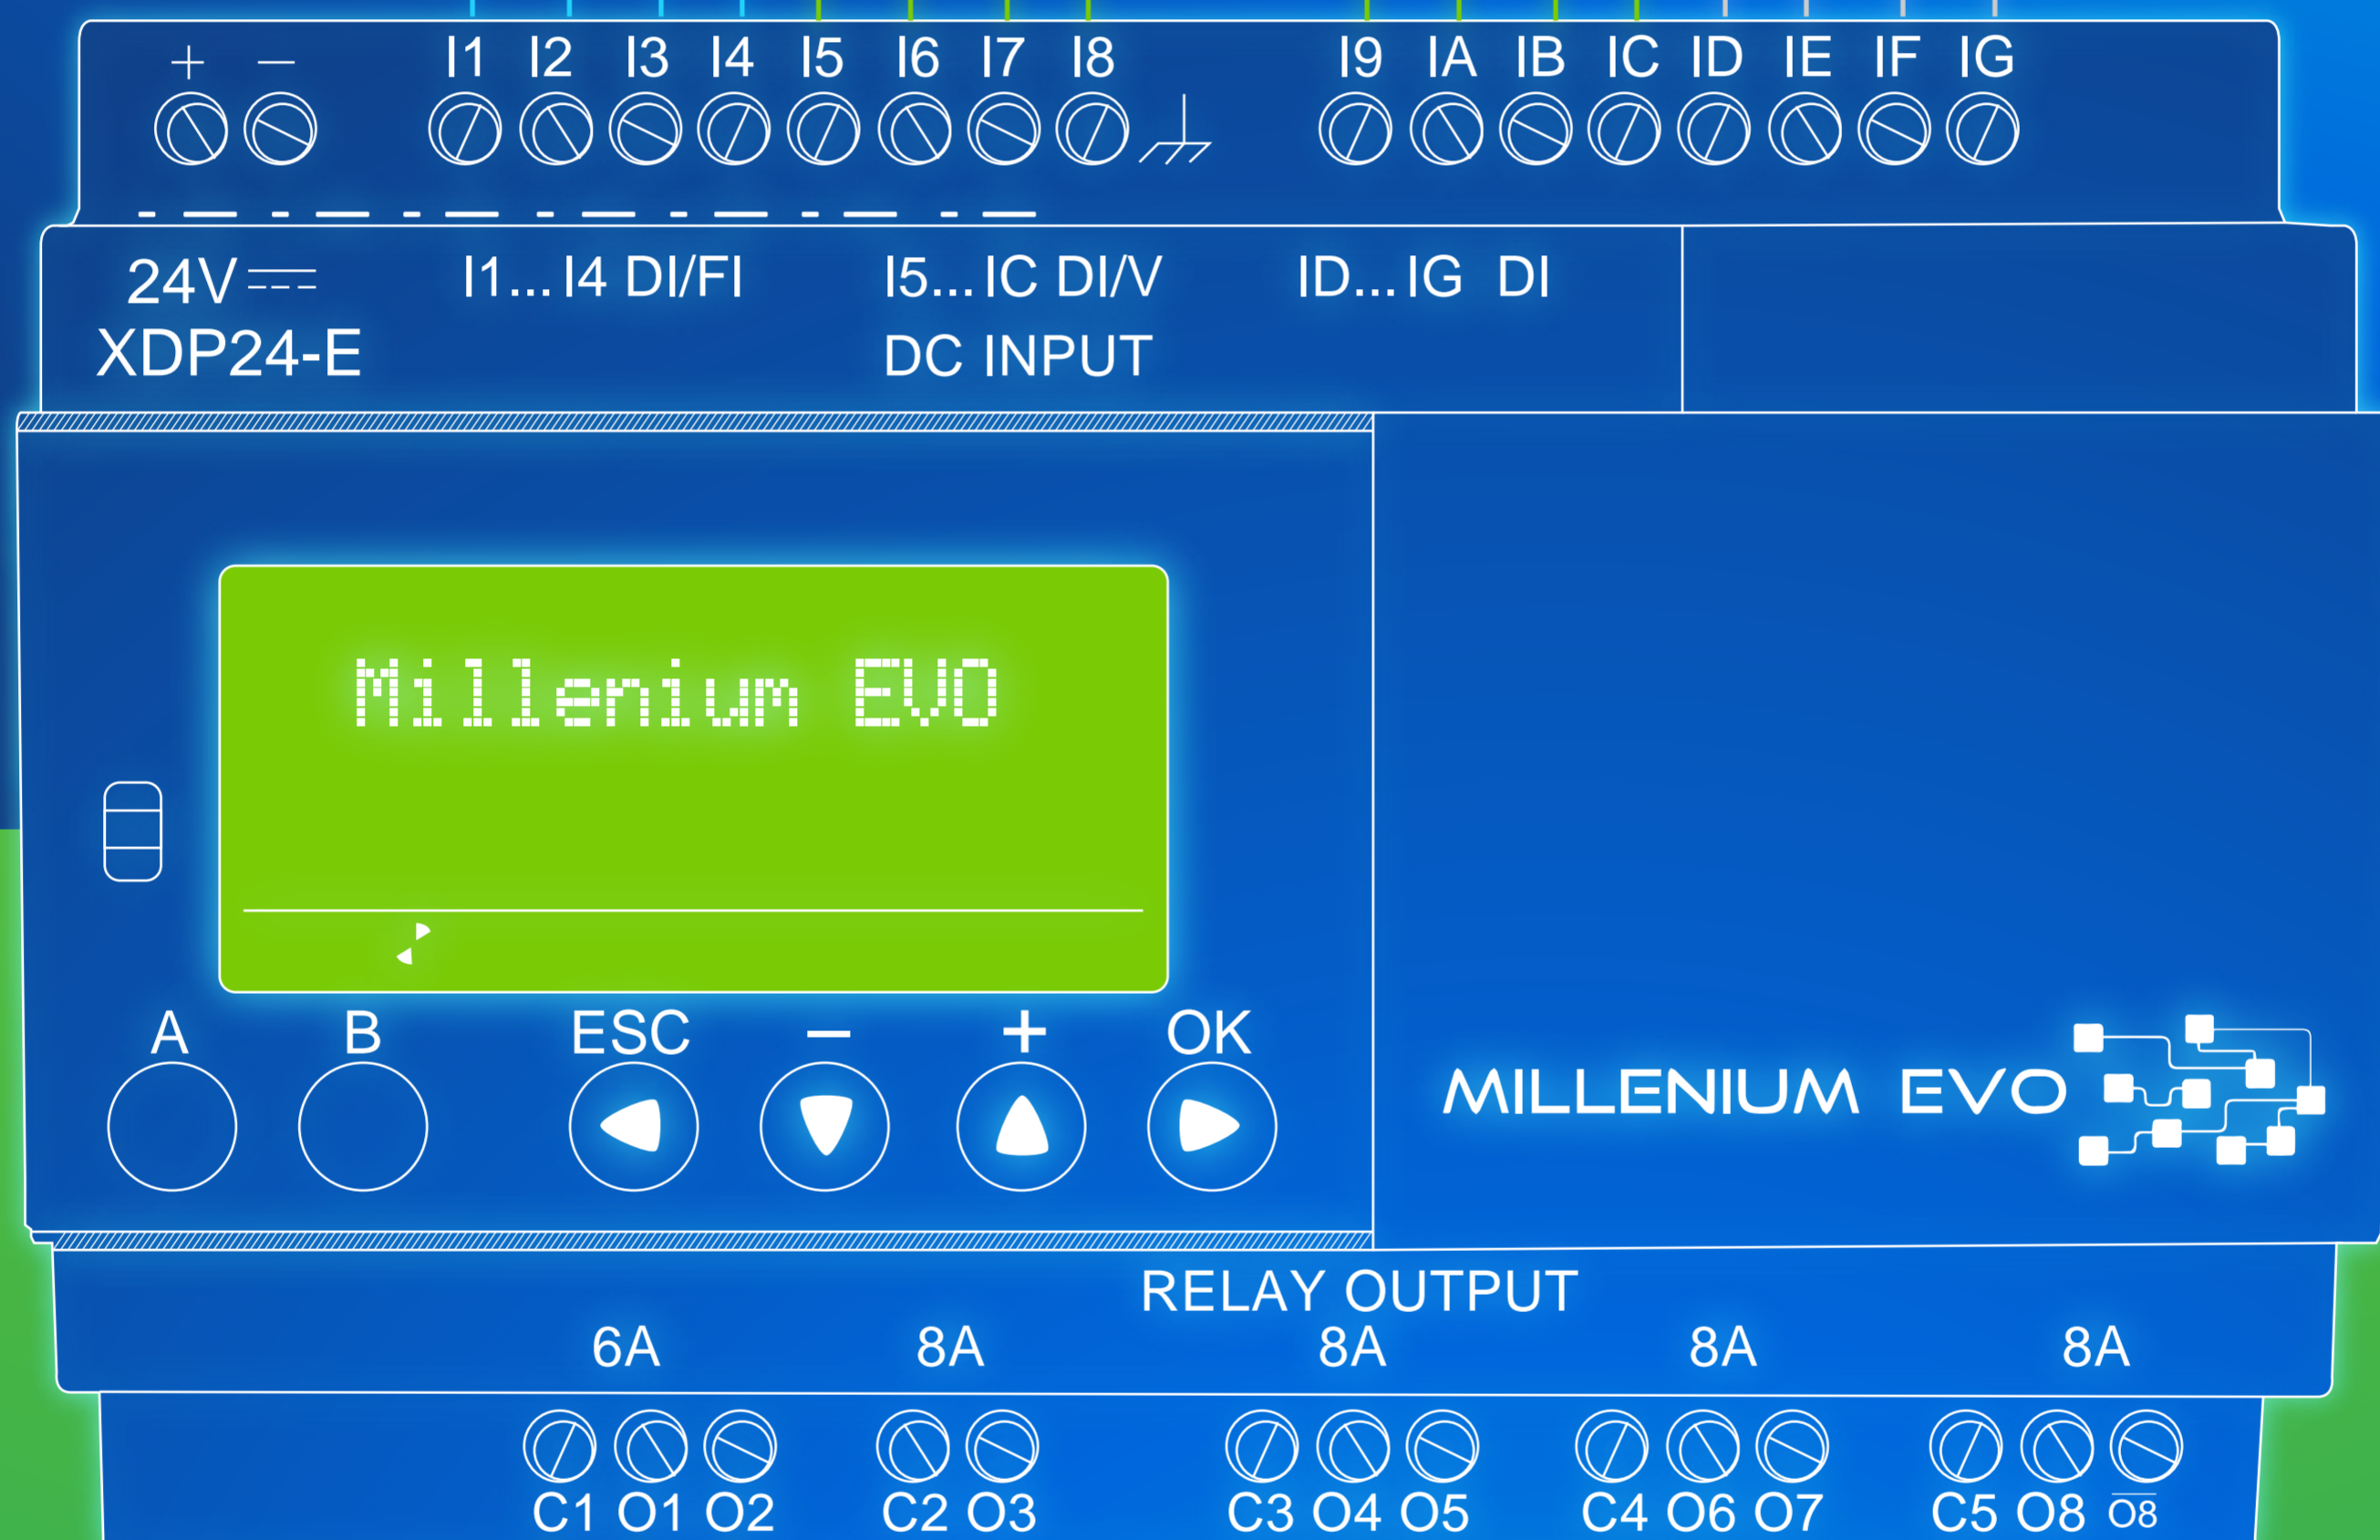 + − I1 I2 I3 I4 I5 I6 I7 I8 I9 IA IB IC ID IE IF IG
24V I1...I4 DI/FI I5...IC DI/V ID...IG DI
XDP24-E DC INPUT
Millenium EVO
A B ESC − + OK
MILLENIUM EVO
RELAY OUTPUT
6A 8A 8A 8A 8A
C1 O1 O2 C2 O3 C3 O4 O5 C4 O6 O7 C5 O8 O̅8̅